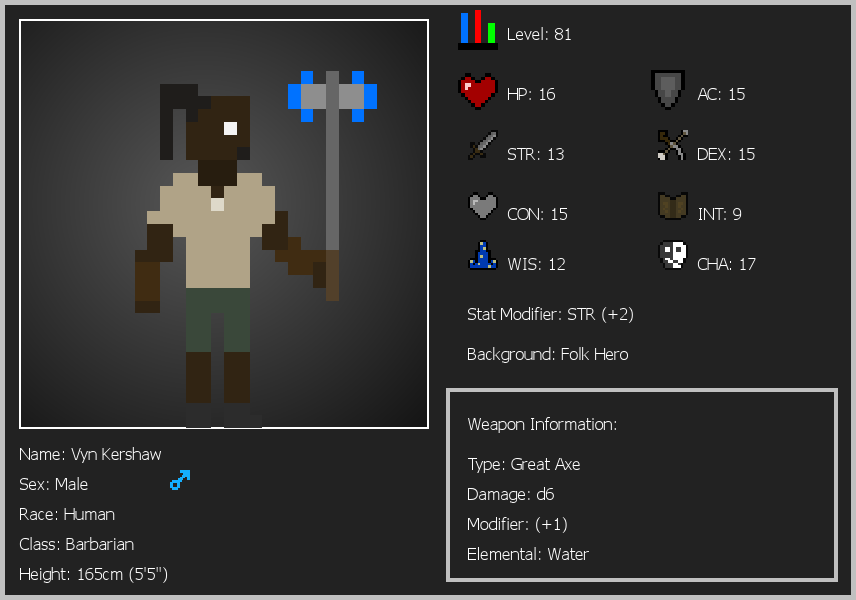 Level: 81
HP: 16
AC: 15
STR: 13
DEX: 15
CON: 15
INT: 9
WIS: 12
CHA: 17
Stat Modifier: STR (+2)
Background: Folk Hero
Weapon Information:
Type: Great Axe
Damage: d6
Modifier: (+1)
Elemental: Water
Name: Vyn Kershaw
Sex: Male
Race: Human
Class: Barbarian
Height: 165cm (5'5")